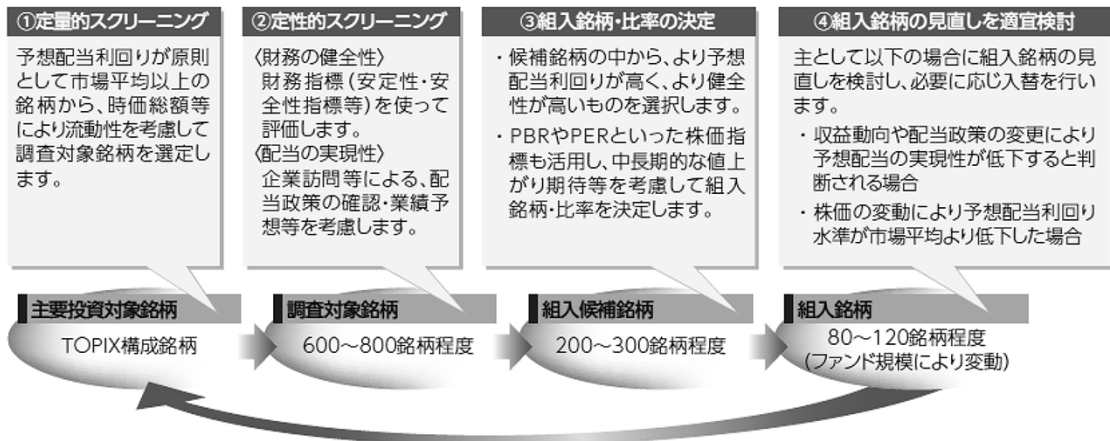 ①定量的スクリーニング
予想配当利回りが原則
として市場平均以上の
銘柄から、時価総額等
により流動性を考慮して
調査対象銘柄を選定し
ます。
②定性的スクリーニング
〈財務の健全性〉
財務指標(安定性・安
全性指標等)を使って
評価します。
〈配当の実現性〉
企業訪問等による、配
当政策の確認・業績予
想等を考慮します。
③組入銘柄・比率の決定
・候補銘柄の中から、より予想
配当利回りが高く、より健全
性が高いものを選択します。
・PBRやPERといった株価指
標も活用し、中長期的な値上
がり期待等を考慮して組入
銘柄・比率を決定します。
④組入銘柄の見直しを適宜検討
主として以下の場合に組入銘柄の見
直しを検討し、必要に応じ入替を行い
ます。
・収益動向や配当政策の変更により
予想配当の実現性が低下すると判
断される場合
・株価の変動により予想配当利回り
水準が市場平均より低下した場合
主要投資対象銘柄
TOPIX構成銘柄
調査対象銘柄
600～800銘柄程度
組入候補銘柄
200～300銘柄程度
組入銘柄
80～120銘柄程度
(ファンド規模により変動)